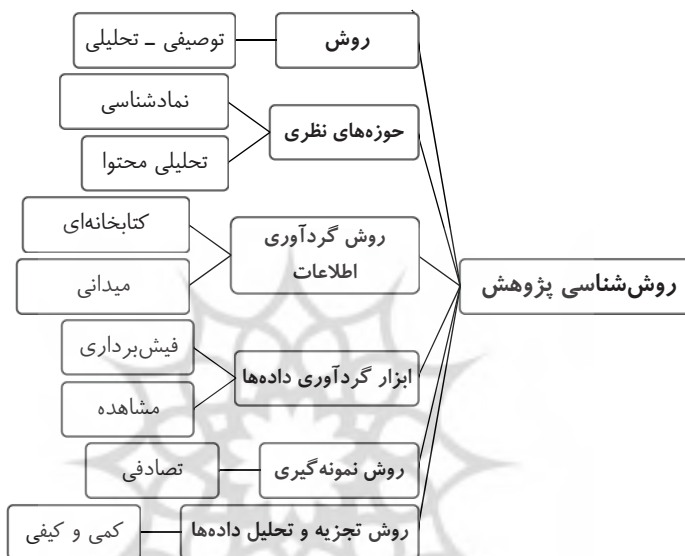 روش‌شناسی پژوهش
روش
توصیفی ـ تحلیلی
حوزه‌های نظری
نمادشناسی
تحلیلی محتوا
روش گردآوری
اطلاعات
کتابخانه‌ای
میدانی
ابزار گردآوری داده‌ها
فیش‌برداری
مشاهده
روش نمونه‌گیری
تصادفی
روش تجزیه و تحلیل داده‌ها
کمی و کیفی